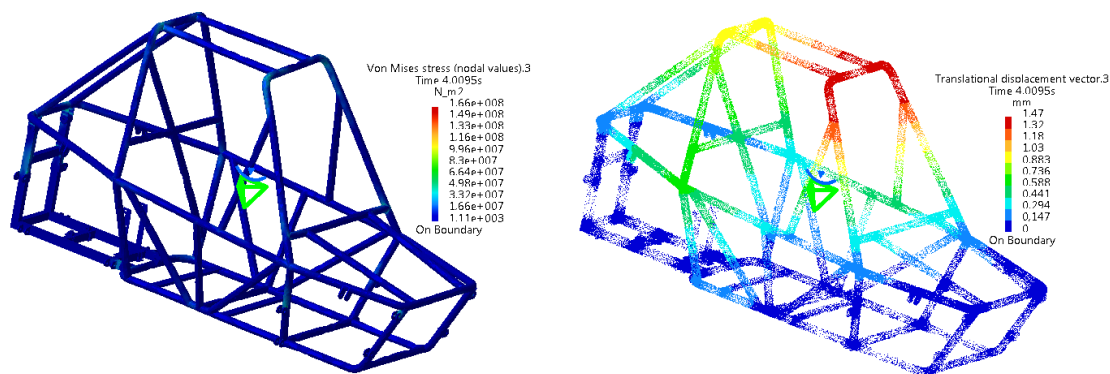 Von Mises stress (nodal values).3
Time 4.0095s
N_m2
1.66e+008
1.49e+008
1.33e+008
1.16e+008
9.96e+007
8.3e+007
6.64e+007
4.98e+007
3.32e+007
1.66e+007
1.11e+003
On Boundary
Translational displacement vector.3
Time 4.0095s
mm
1.47
1.32
1.18
1.03
0.883
0.736
0.588
0.441
0.294
0.147
0
On Boundary